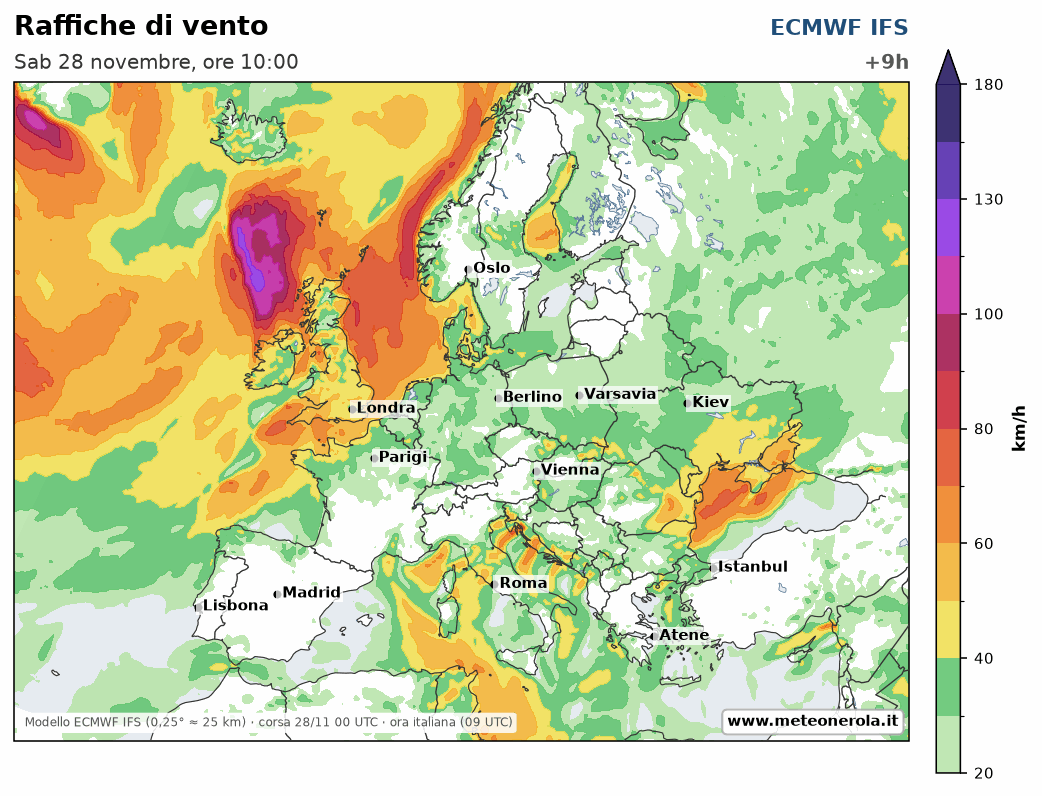 Raffiche di vento
ECMWF IFS
Sab 28 novembre, ore 10:00
+9h
180
130
100
80
60
40
20
km/h
Oslo
Londra
Berlino
Varsavia
Kiev
Parigi
Vienna
Istanbul
Roma
Madrid
Lisbona
Atene
Modello ECMWF IFS (0,25° ≈ 25 km) · corsa 28/11 00 UTC · ora italiana (09 UTC)
www.meteonerola.it